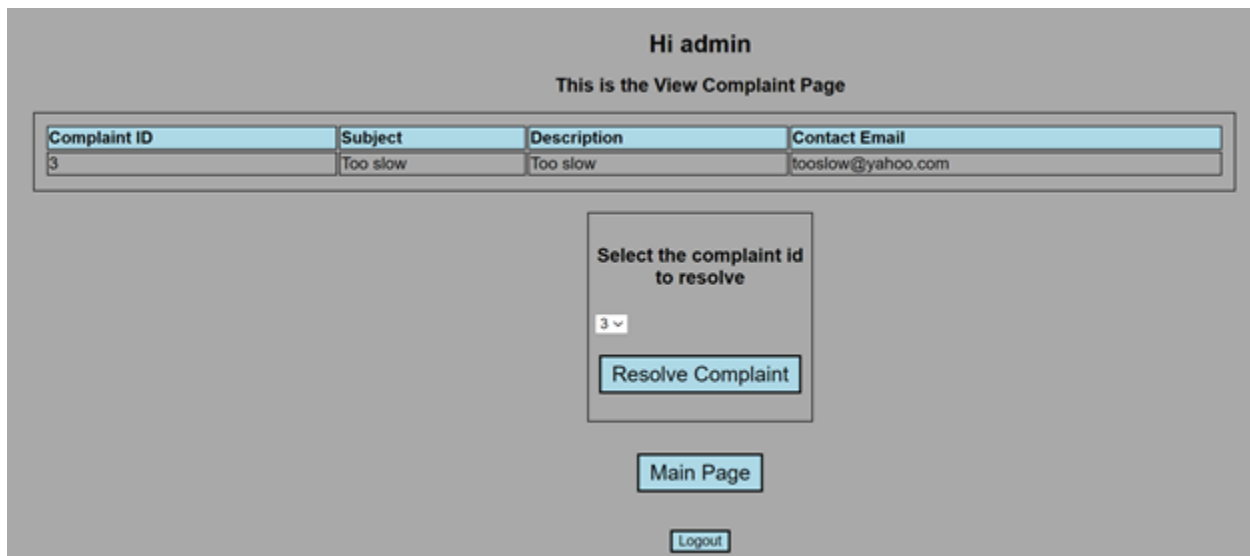 Hi admin
This is the View Complaint Page
Complaint ID Subject Description Contact Email
3 Too slow Too slow tooslow@yahoo.com
Select the complaint id
to resolve
3
Resolve Complaint
Main Page
Logout